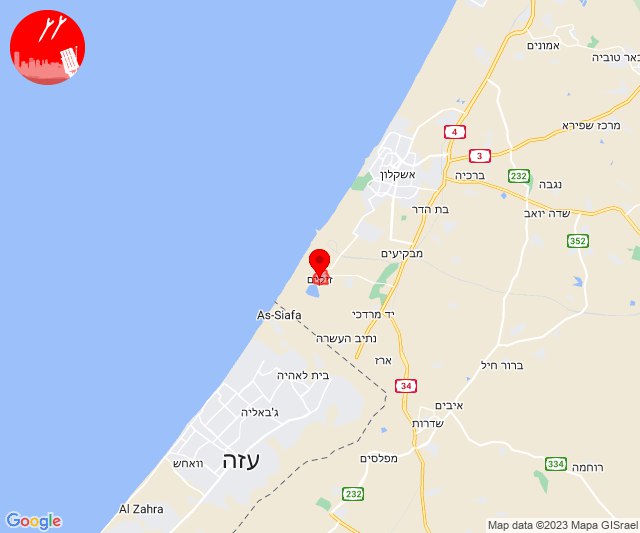 אמונים
באר טוביה
מרכז שפירא
4
3
אשקלון
ברכיה
232
נגבה
בת הדר
שדה יואב
352
מבקיעים
As-Siafa
יד מרדכי
נתיב העשרה
ארז
ברור חיל
בית לאהיה
34
ג'באליה
איבים
שדרות
עזה
וואחש
מפלסים
334
רוחמה
232
Al Zahra
Google
Map data ©2023 Mapa GISrael